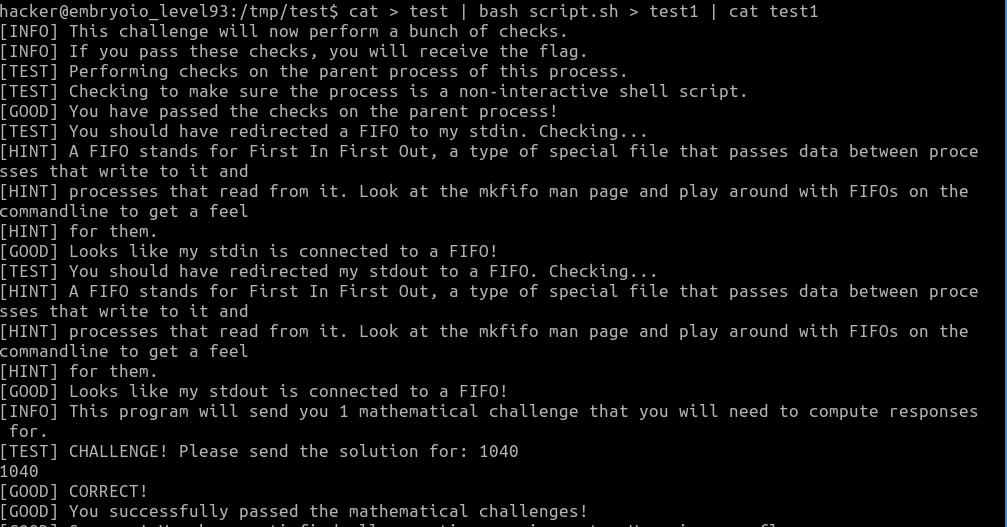 hacker@embryoio_level93:/tmp/test$ cat > test | bash script.sh > test1 | cat test1
[INFO] This challenge will now perform a bunch of checks.
[INFO] If you pass these checks, you will receive the flag.
[TEST] Performing checks on the parent process of this process.
[TEST] Checking to make sure the process is a non-interactive shell script.
[GOOD] You have passed the checks on the parent process!
[TEST] You should have redirected a FIFO to my stdin. Checking...
[HINT] A FIFO stands for First In First Out, a type of special file that passes data between proce
sses that write to it and
[HINT] processes that read from it. Look at the mkfifo man page and play around with FIFOs on the
commandline to get a feel
[HINT] for them.
[GOOD] Looks like my stdin is connected to a FIFO!
[TEST] You should have redirected my stdout to a FIFO. Checking...
[HINT] A FIFO stands for First In First Out, a type of special file that passes data between proce
sses that write to it and
[HINT] processes that read from it. Look at the mkfifo man page and play around with FIFOs on the
commandline to get a feel
[HINT] for them.
[GOOD] Looks like my stdout is connected to a FIFO!
[INFO] This program will send you 1 mathematical challenge that you will need to compute responses
 for.
[TEST] CHALLENGE! Please send the solution for: 1040
1040
[GOOD] CORRECT!
[GOOD] You successfully passed the mathematical challenges!